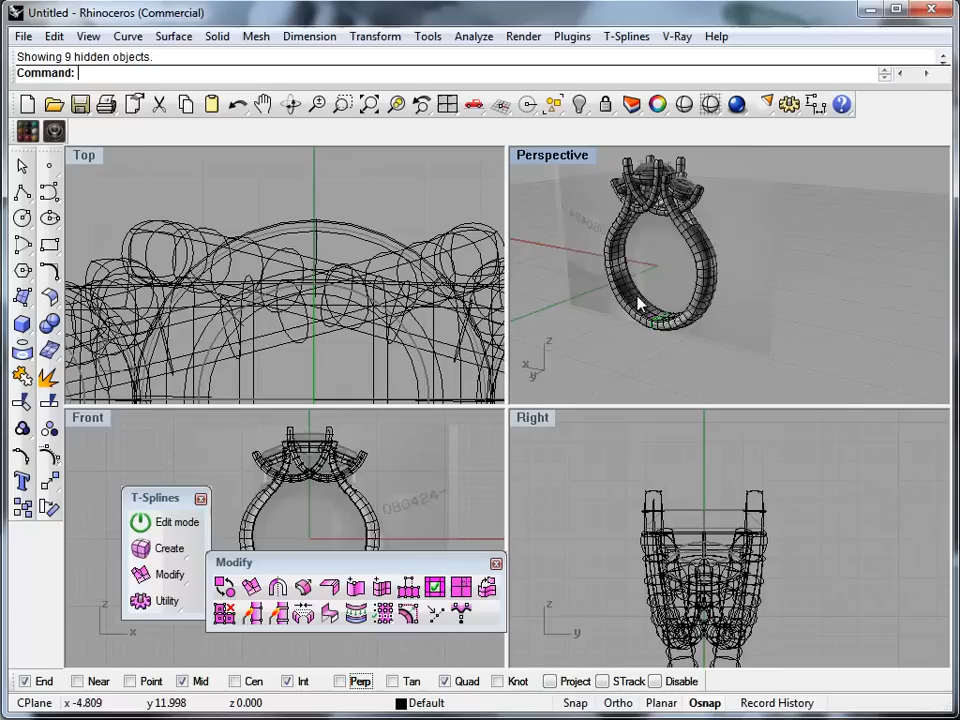 Untitled - Rhinoceros (Commercial)
File Edit View Curve Surface Solid Mesh Dimension Transform Tools Analyze Render Plugins T-Splines V-Ray Help
Showing 9 hidden objects.
Command:
Top
Perspective
080424
z
x
y
Front
Right
080424-
T-Splines
Edit mode
Create
Modify
Utility
Modify
z
x
z
y
End Near Point Mid Cen Int Perp Tan Quad Knot Project STrack Disable
CPlane x -4.809 y 11.998 z 0.000 Default Snap Ortho Planar Osnap Record History